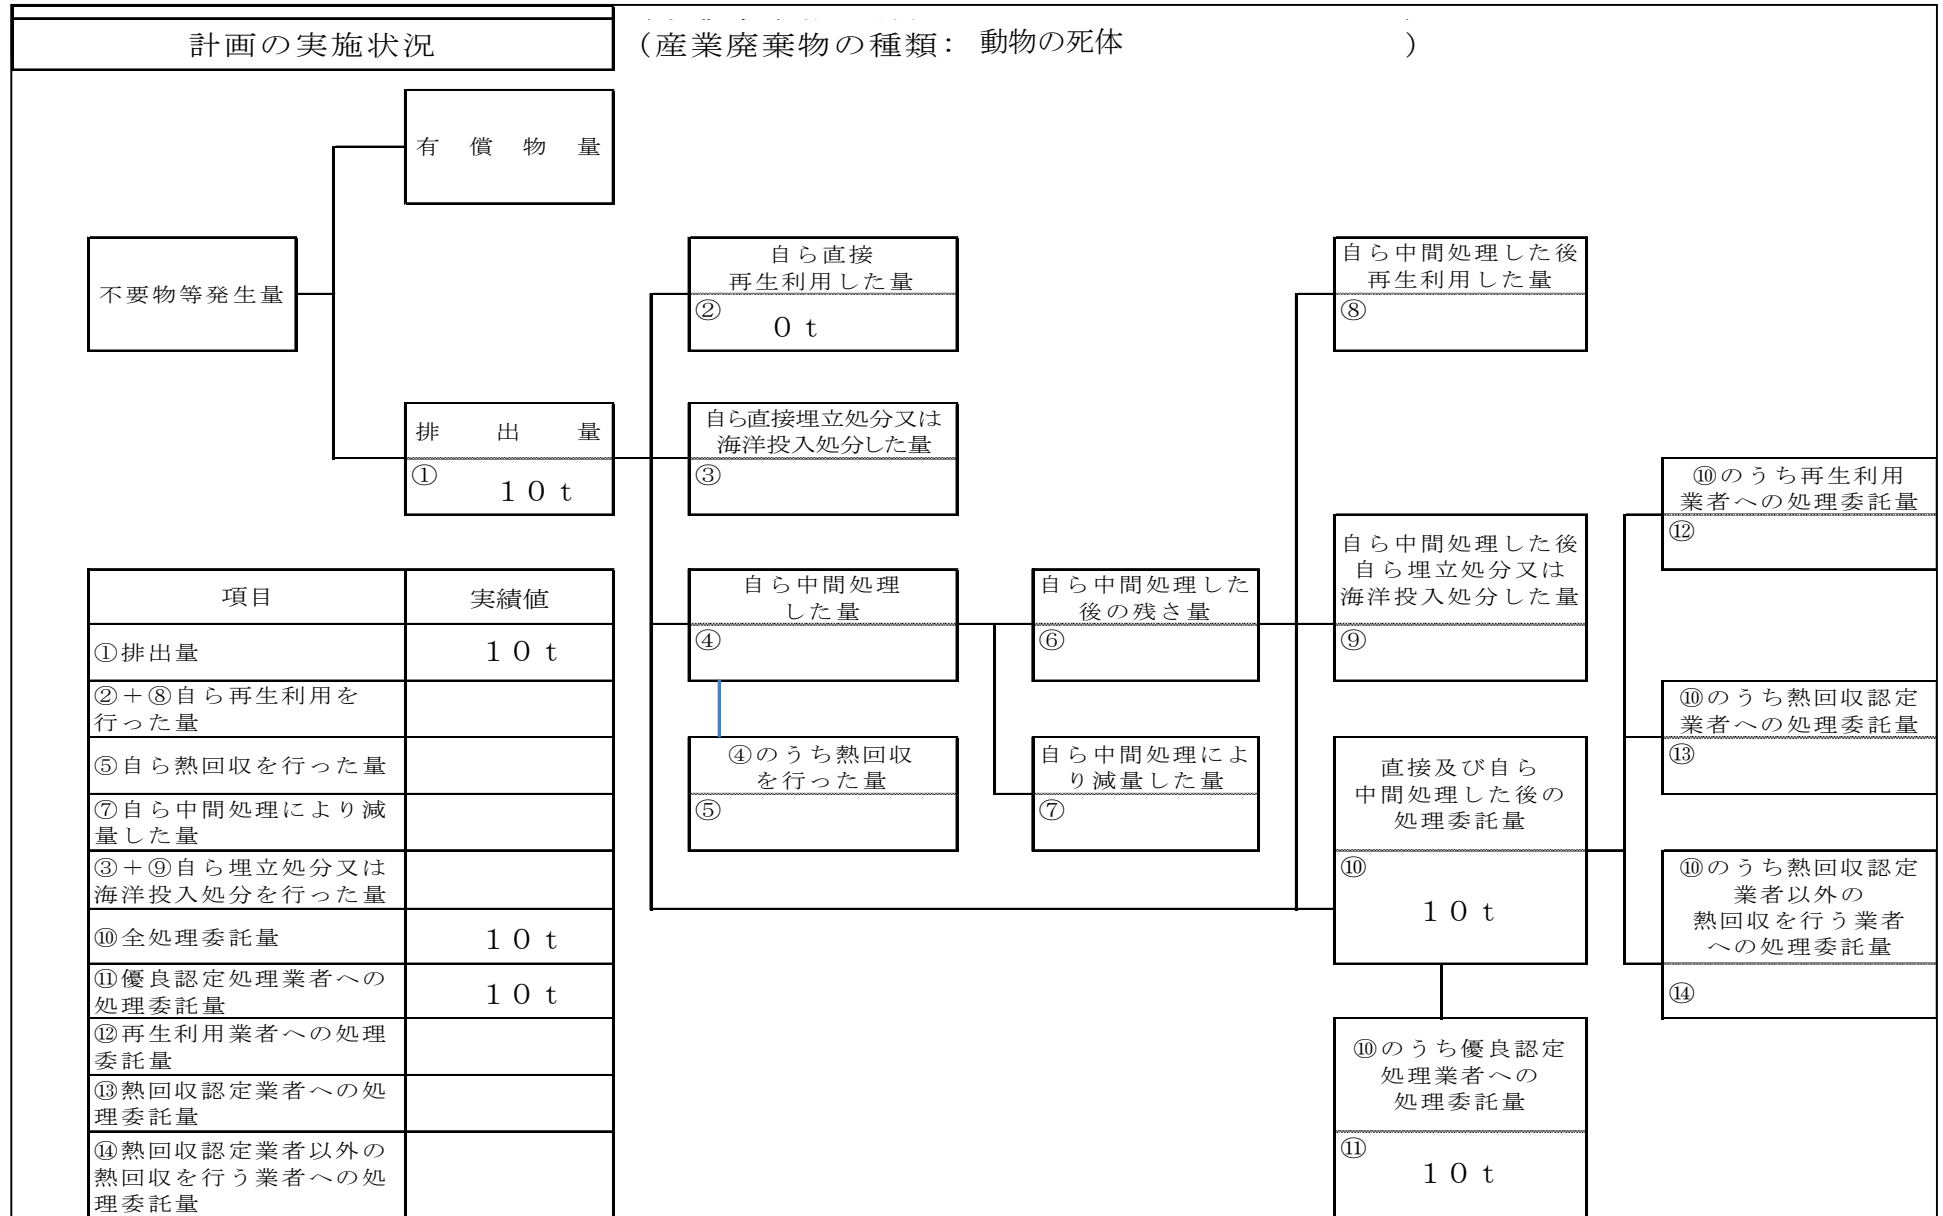 計画の実施状況
（産業廃棄物の種類： 動物の死体 ）
有償物量
不要物等発生量
自ら直接
再生利用した量
②
０ｔ
自ら中間処理した後
再生利用した量
⑧
排出量
①
１０ｔ
自ら直接埋立処分又は
海洋投入処分した量
③
⑩のうち再生利用
業者への処理委託量
⑫
自ら中間処理した後
自ら埋立処分又は
海洋投入処分した量
⑨
自ら中間処理
した量
④
自ら中間処理した
後の残さ量
⑥
⑩のうち熱回収認定
業者への処理委託量
⑬
④のうち熱回収
を行った量
⑤
自ら中間処理によ
り減量した量
⑦
直接及び自ら
中間処理した後の
処理委託量
⑩
１０ｔ
⑩のうち熱回収認定
業者以外の
熱回収を行う業者
への処理委託量
⑭
⑩のうち優良認定
処理業者への
処理委託量
⑪
１０ｔ
項目 実績値
①排出量 １０ｔ
②＋⑧自ら再生利用を
行った量
⑤自ら熱回収を行った量
⑦自ら中間処理により減
量した量
③＋⑨自ら埋立処分又は
海洋投入処分を行った量
⑩全処理委託量 １０ｔ
⑪優良認定処理業者への
処理委託量 １０ｔ
⑫再生利用業者への処理
委託量
⑬熱回収認定業者への処
理委託量
⑭熱回収認定業者以外の
熱回収を行う業者への処
理委託量